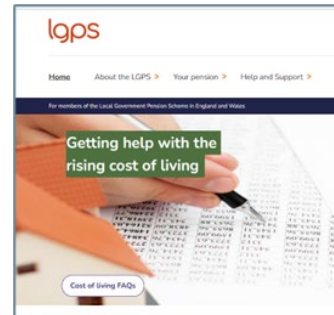 lgps
Home About the LGPS > Your pension > Help and Support >
For members of the Local Government Pension Scheme in England and Wales
Getting help with the
rising cost of living
Cost of living FAQs